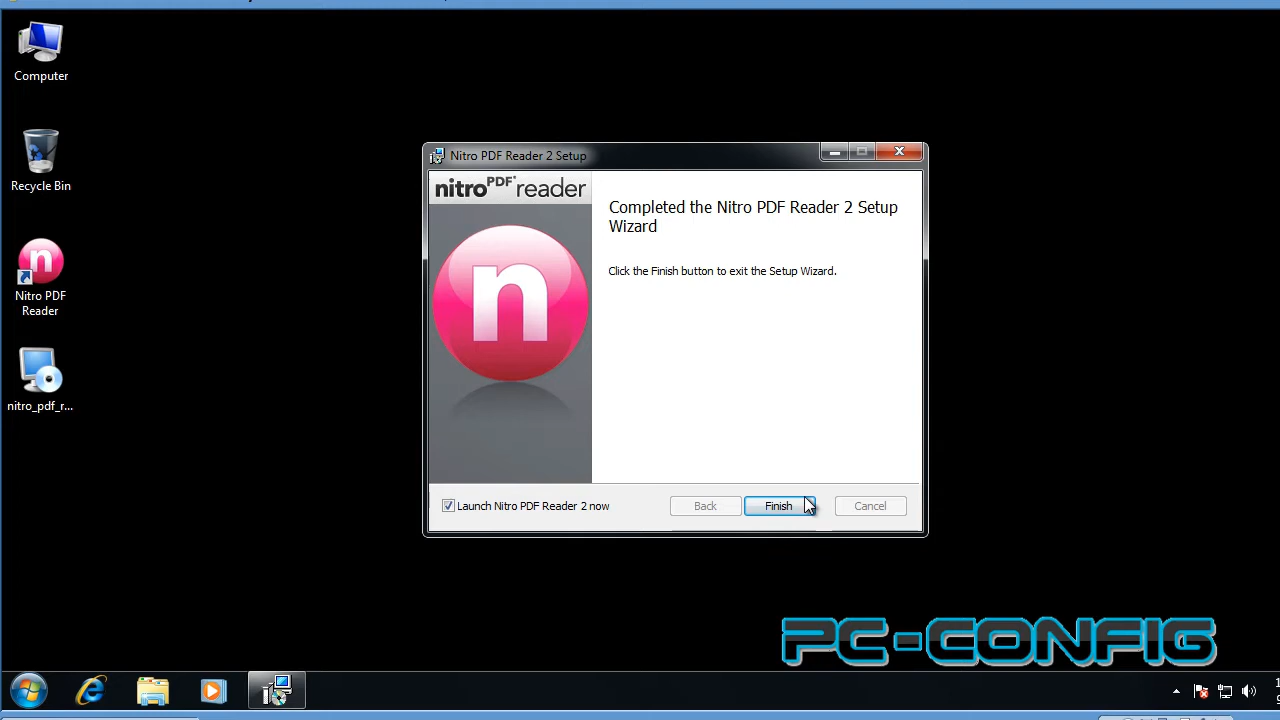 Computer
Recycle Bin
Nitro PDF
Reader
nitro_pdf_r...
Nitro PDF Reader 2 Setup
nitroPDF®reader
n
n
Completed the Nitro PDF Reader 2 Setup
Wizard
Click the Finish button to exit the Setup Wizard.
Launch Nitro PDF Reader 2 now
Back
Finish
Cancel
PC-CONFIG